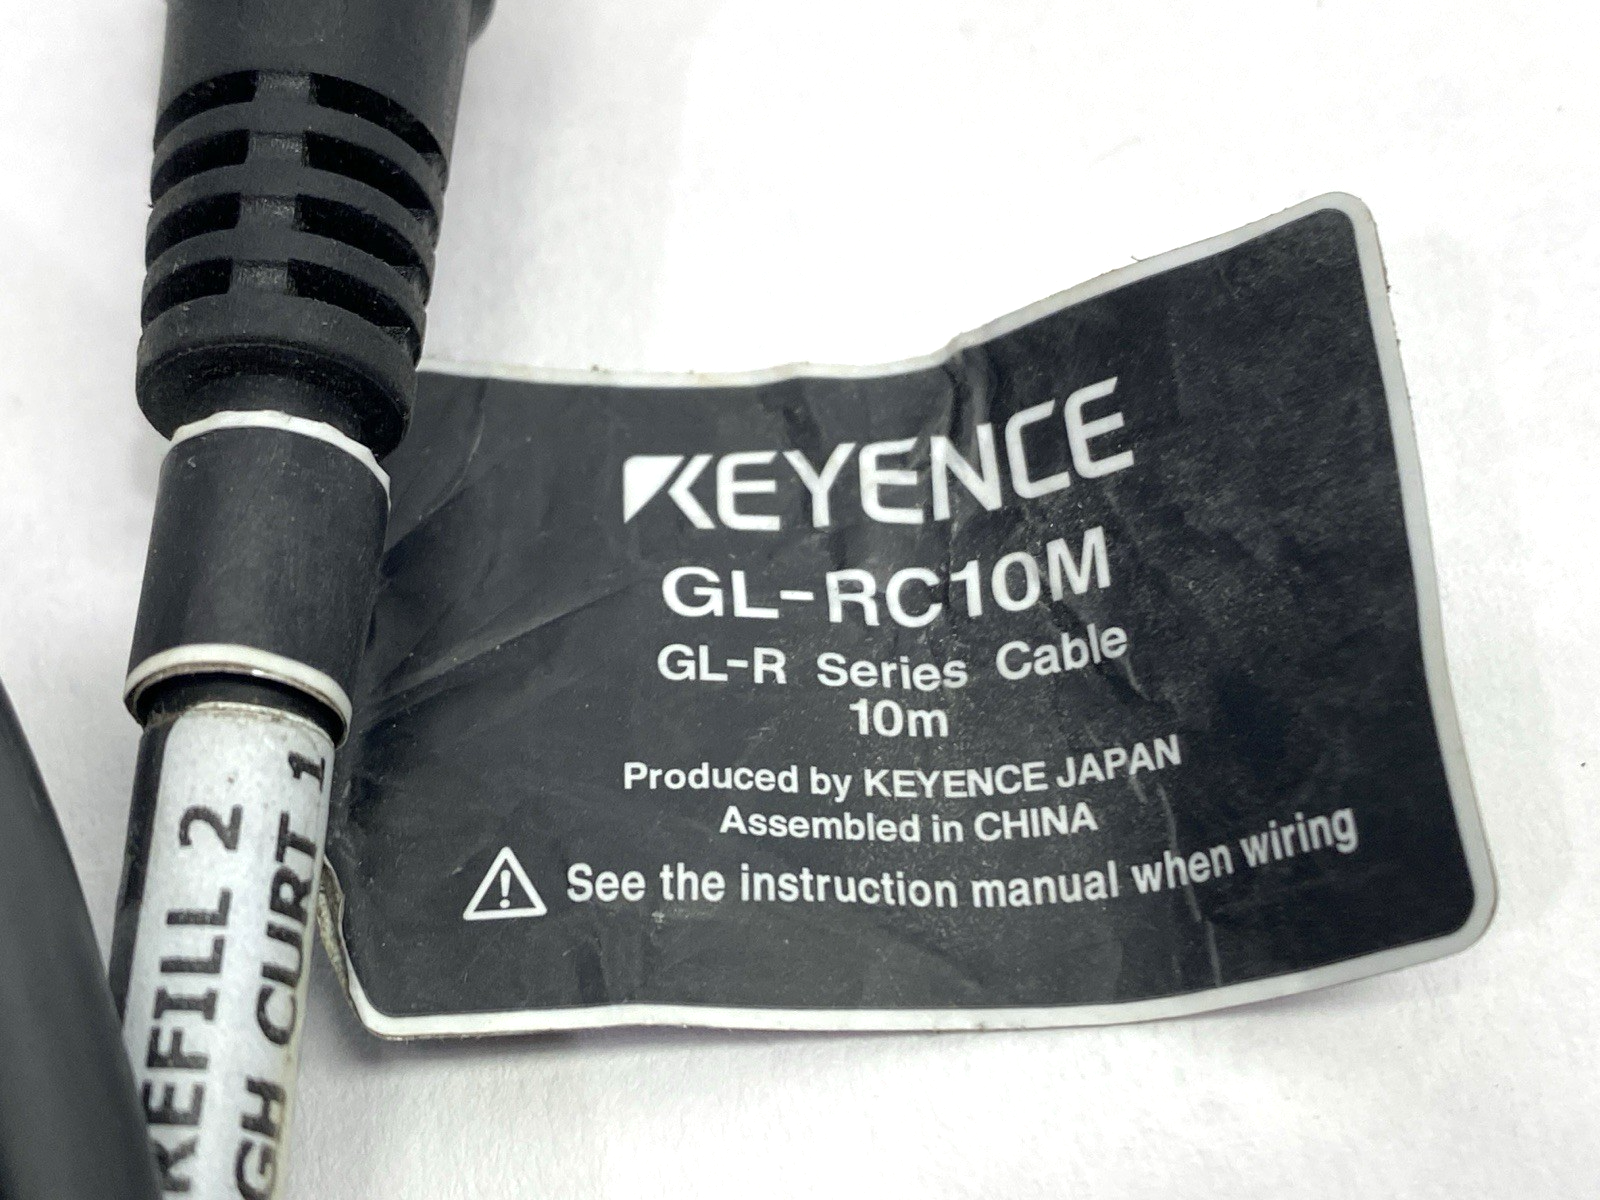 KEYENCE
GL-RC10M
GL-R Series Cable
10m
Produced by KEYENCE JAPAN
Assembled in CHINA
See the instruction manual when wiring
REFILL 2
CURT 1